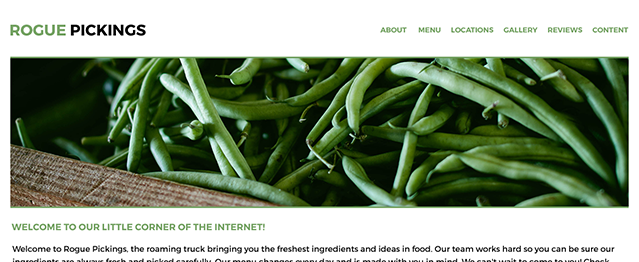 ROGUE PICKINGS
ABOUT MENU LOCATIONS GALLERY REVIEWS CONTENT
WELCOME TO OUR LITTLE CORNER OF THE INTERNET!
Welcome to Rogue Pickings, the roaming truck bringing you the freshest ingredients and ideas in food. Our team works hard so you can be sure our
ingredients are always fresh and picked carefully. Our menu changes every day and is made with you in mind. We can't wait to come to you! Check